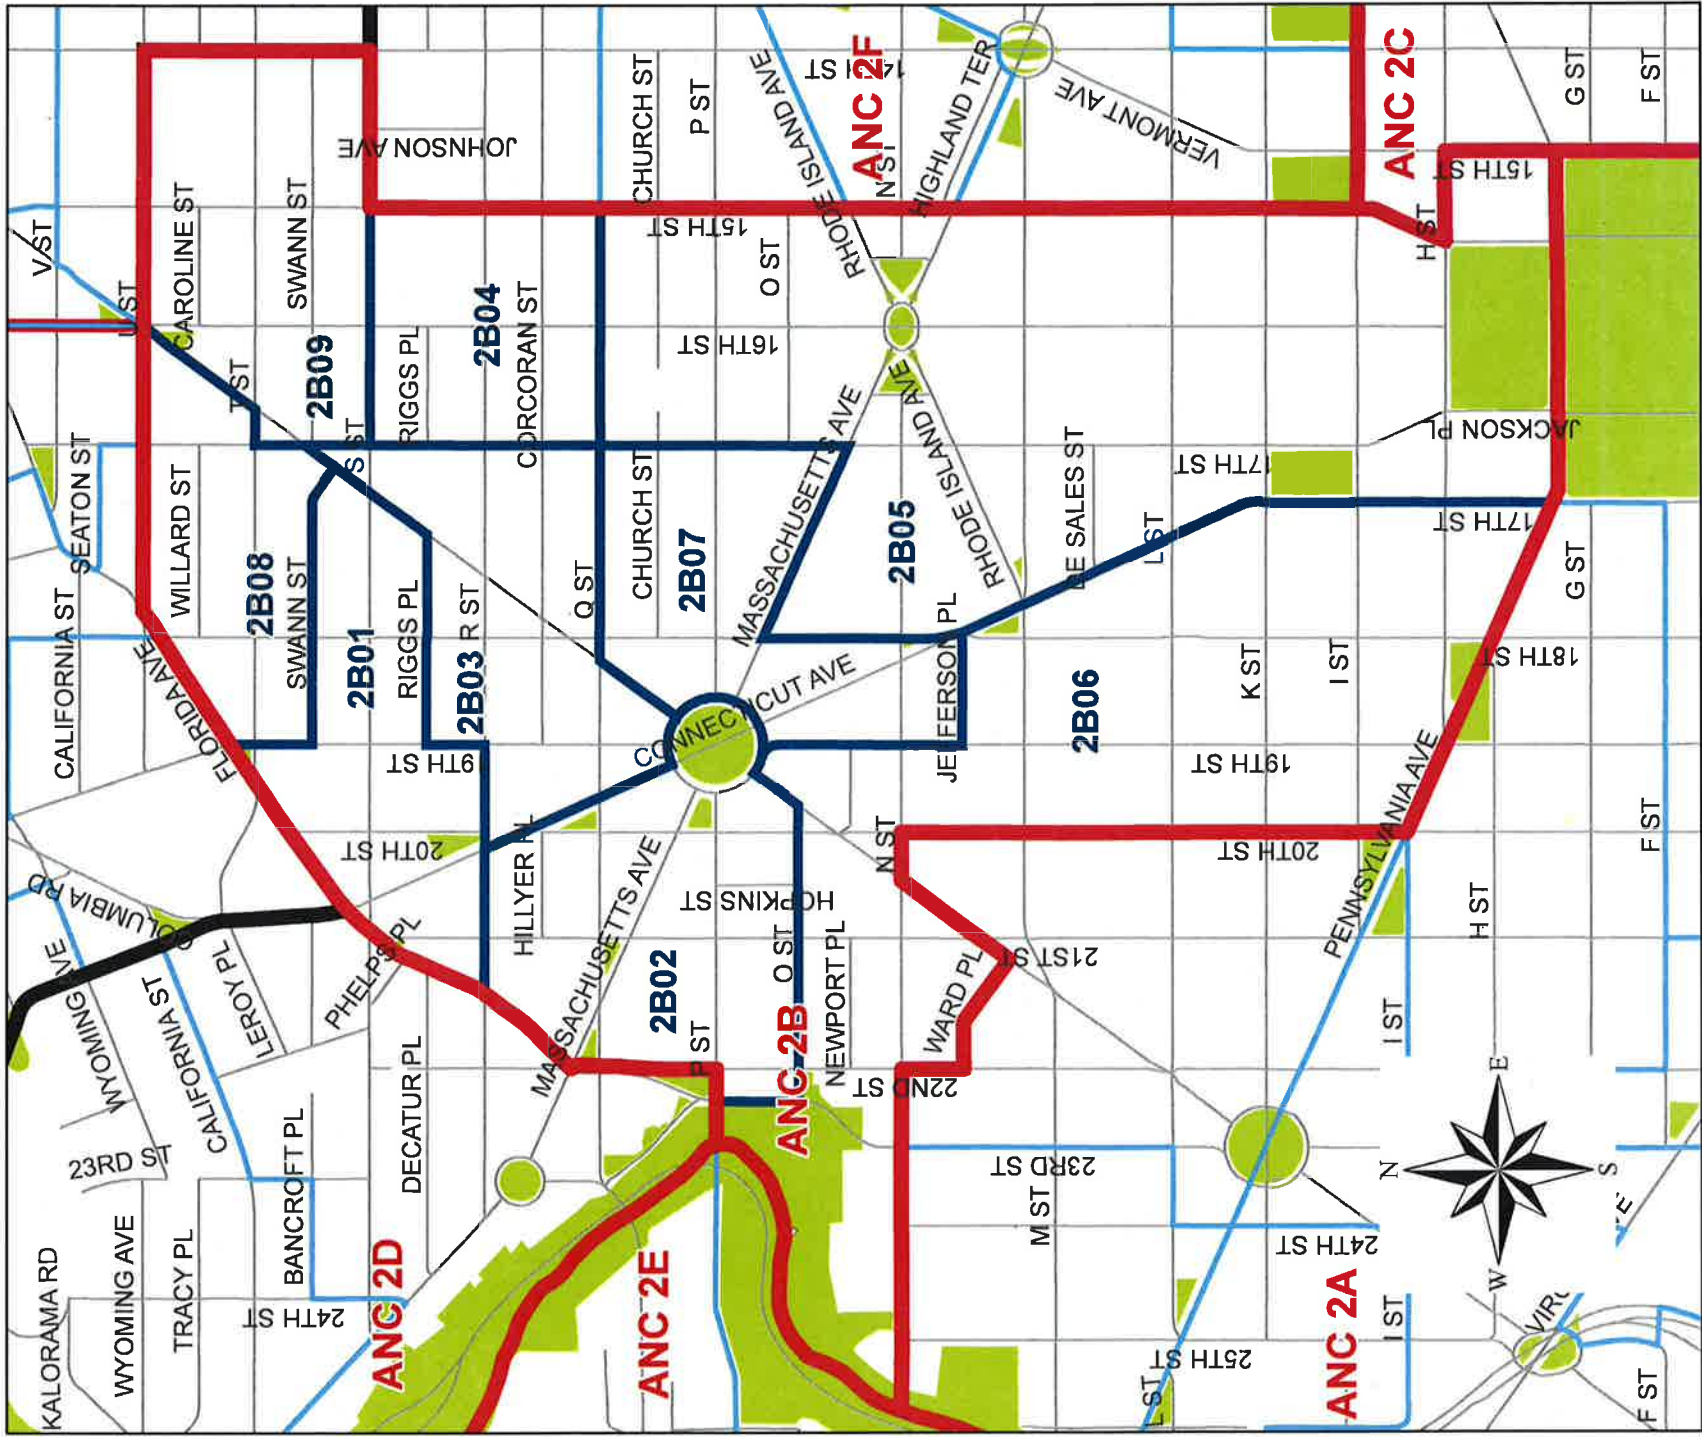 V ST
U ST
CAROLINE ST
SWANN ST
JOHNSON AVE
CHURCH ST
P ST
RHODE ISLAND AVE
14TH ST
ANC 2F
N ST
HIGHLAND TER
VERMONT AVE
ANC 2C
G ST
F ST
15TH ST
15TH ST
H ST
O ST
RHODE ISLAND AVE
T ST
2B09
RIGGS PL
2B04
CORCORAN ST
16TH ST
S ST
SEATON ST
WILLARD ST
2B08
SWANN ST
CALIFORNIA ST
2B01
RIGGS PL
2B03
R ST
Q ST
CHURCH ST
2B07
MASSACHUSETTS AVE
2B05
RHODE ISLAND AVE
DE SALES ST
L ST
17TH ST
JACKSON PL
17TH ST
G ST
FLORIDA AVE
19TH ST
CONNECTICUT AVE
JEFFERSON PL
2B06
K ST
I ST
18TH ST
19TH ST
PENNSYLVANIA AVE
F ST
COLUMBIA RD
20TH ST
HILLYER PL
MASSACHUSETTS AVE
HOPKINS ST
N ST
20TH ST
H ST
WYOMING AVE
CALIFORNIA ST
LEROY PL
PHELPS PL
DECATUR PL
2B02
P ST
O ST
ANC 2B
NEWPORT PL
WARD PL
21ST ST
22ND ST
I ST
23RD ST
BANCROFT PL
23RD ST
M ST
24TH ST
KALORAMA RD
WYOMING AVE
TRACY PL
24TH ST
ANC 2D
ANC 2E
25TH ST
L ST
ANC 2A
I ST
F ST
N
E
S
W